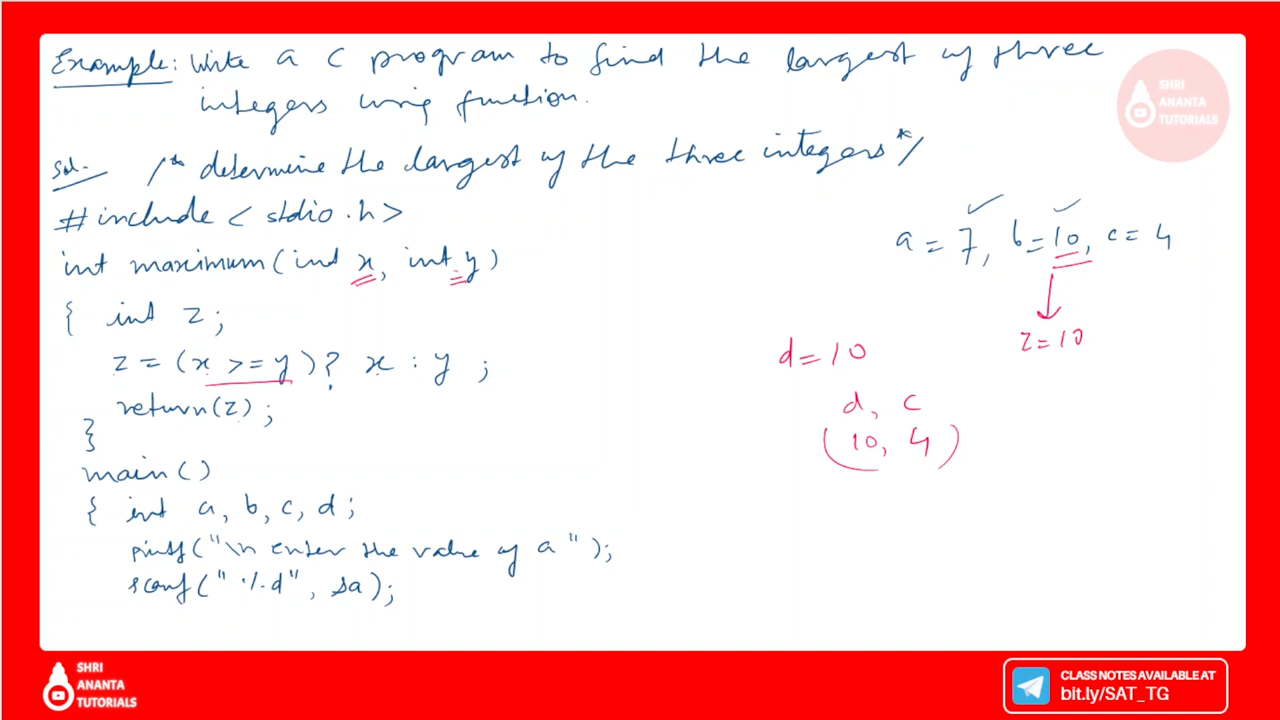 Example: Write a C program to find the largest of three
integers using function.
Sol. /* determine the largest of the three integers */
#include < stdio.h>
int maximum(int x, int y)
{ int z;
z = (x >= y)? x : y ;
return(z);
}
main()
{ int a, b, c, d;
printf("\n enter the value of a");
scanf("%d", &a);
a = 7, b = 10, c = 4
z = 10
d = 10
d, c
(10, 4)
SHRI
ANANTA
TUTORIALS
SHRI
ANANTA
TUTORIALS
CLASS NOTES AVAILABLE AT
bit.ly/SAT_TG